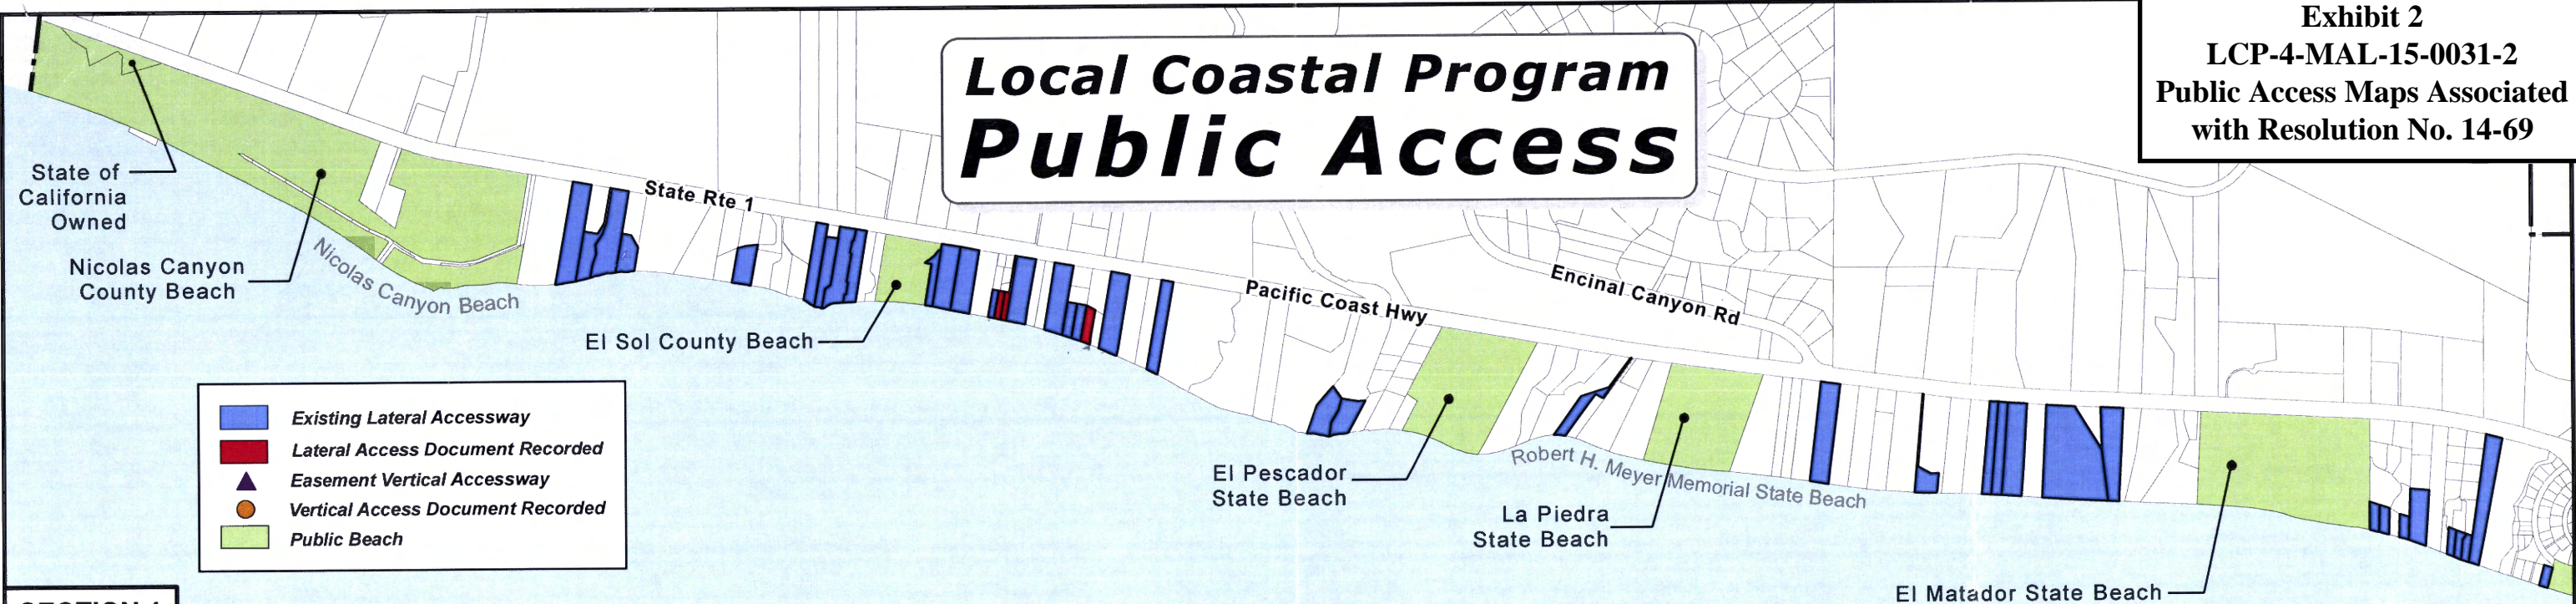 Exhibit 2
LCP-4-MAL-15-0031-2
Public Access Maps Associated
with Resolution No. 14-69
Local Coastal Program
Public Access
State of
California
Owned
Nicolas Canyon
County Beach
Nicolas Canyon Beach
State Rte 1
El Sol County Beach
Pacific Coast Hwy
Encinal Canyon Rd
El Pescador
State Beach
Robert H. Meyer Memorial State Beach
La Piedra
State Beach
El Matador State Beach
Existing Lateral Accessway
Lateral Access Document Recorded
Easement Vertical Accessway
Vertical Access Document Recorded
Public Beach